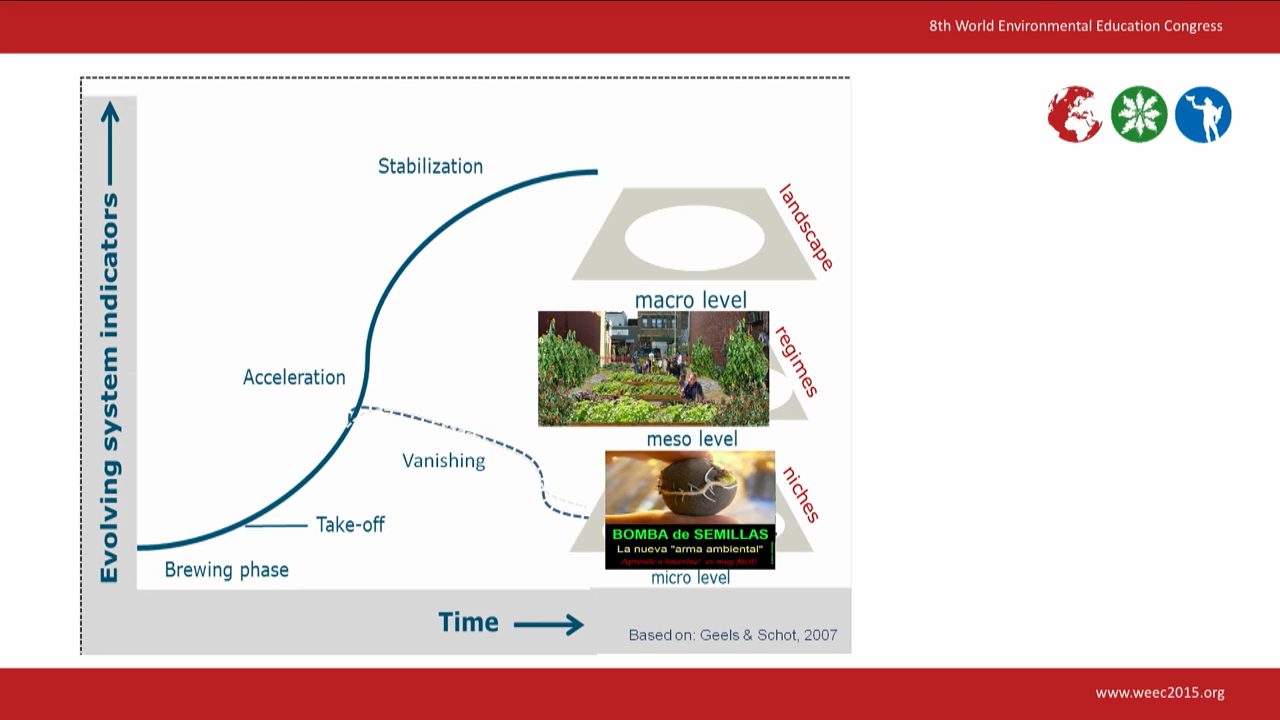 8th World Environmental Education Congress
Evolving system indicators
Stabilization
landscape
macro level
regimes
Acceleration
meso level
Vanishing
niches
Take-off
BOMBA de SEMILLAS
La nueva "arma ambiental"
Brewing phase
micro level
Time
Based on: Geels & Schot, 2007
www.weec2015.org